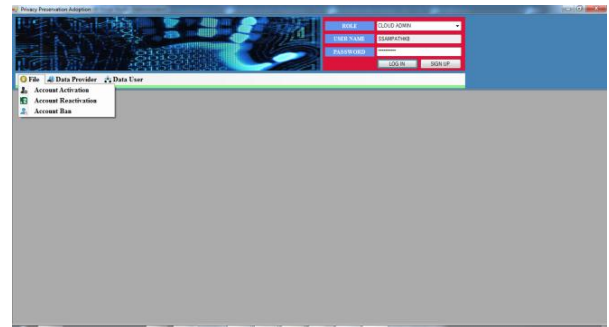 Privacy Preservation Adoption
ROLE CLOUD ADMIN
USER NAME SSAMPATHKB
PASSWORD ********
LOG IN SIGN UP
File Data Provider Data User
Account Activation
Account Reactivation
Account Ban